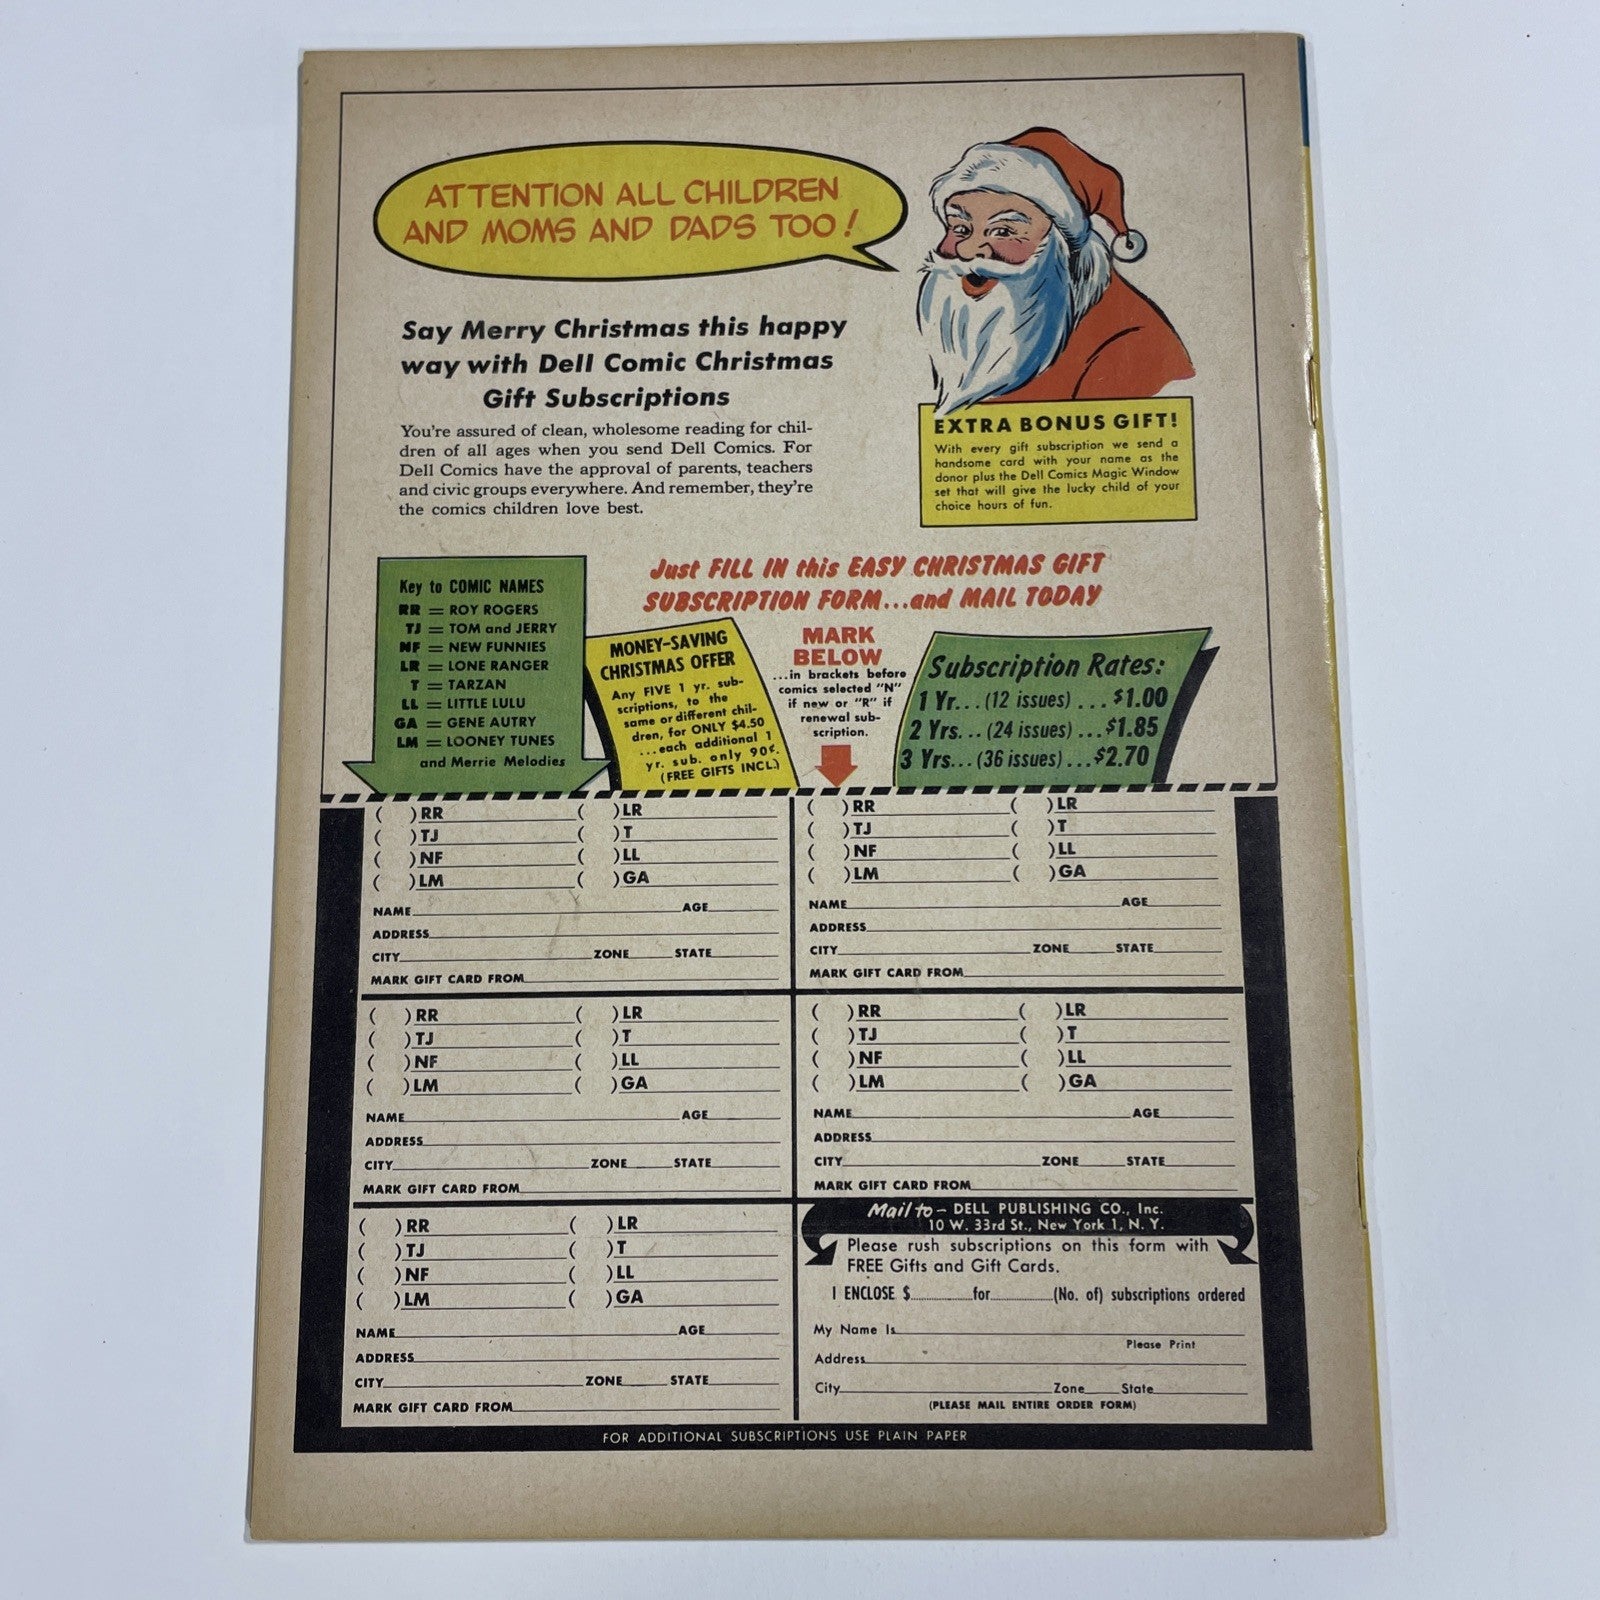 ATTENTION ALL CHILDREN
AND MOMS AND DADS TOO!
Say Merry Christmas this happy
way with Dell Comic Christmas
Gift Subscriptions
You're assured of clean, wholesome reading for chil-
dren of all ages when you send Dell Comics. For
Dell Comics have the approval of parents, teachers
and civic groups everywhere. And remember, they're
the comics children love best.
EXTRA BONUS GIFT!
With every gift subscription we send a
handsome card with your name as the
donor plus the Dell Comics Magic Window
set that will give the lucky child of your
choice hours of fun.
Just FILL IN this EASY CHRISTMAS GIFT
SUBSCRIPTION FORM...and MAIL TODAY
Key to COMIC NAMES
RR = ROY ROGERS
TJ = TOM and JERRY
NF = NEW FUNNIES
LR = LONE RANGER
T = TARZAN
LL = LITTLE LULU
GA = GENE AUTRY
LM = LOONEY TUNES
and Merrie Melodies
MONEY-SAVING
CHRISTMAS OFFER
Any FIVE 1 yr. sub-
scriptions, to the
same or different chil-
dren, for ONLY $4.50
...each additional 1
yr. sub. only 90¢.
(FREE GIFTS INCL.)
MARK
BELOW
...in brackets before
comics selected "N"
if new or "R" if
renewal sub-
scription.
Subscription Rates:
1 Yr...(12 issues)...$1.00
2 Yrs...(24 issues)...$1.85
3 Yrs...(36 issues)...$2.70
( )RR ( )LR
( )TJ ( )T
( )NF ( )LL
( )LM ( )GA
NAME AGE
ADDRESS
CITY ZONE STATE
MARK GIFT CARD FROM
( )RR ( )LR
( )TJ ( )T
( )NF ( )LL
( )LM ( )GA
NAME AGE
ADDRESS
CITY ZONE STATE
MARK GIFT CARD FROM
( )RR ( )LR
( )TJ ( )T
( )NF ( )LL
( )LM ( )GA
NAME AGE
ADDRESS
CITY ZONE STATE
MARK GIFT CARD FROM
( )RR ( )LR
( )TJ ( )T
( )NF ( )LL
( )LM ( )GA
NAME AGE
ADDRESS
CITY ZONE STATE
MARK GIFT CARD FROM
( )RR ( )LR
( )TJ ( )T
( )NF ( )LL
( )LM ( )GA
NAME AGE
ADDRESS
CITY ZONE STATE
MARK GIFT CARD FROM
Mail to – DELL PUBLISHING CO., Inc.
10 W. 33rd St., New York 1, N. Y.
Please rush subscriptions on this form with
FREE Gifts and Gift Cards.
I ENCLOSE $ for (No. of) subscriptions ordered
My Name Is
Please Print
Address
City Zone State
(PLEASE MAIL ENTIRE ORDER FORM)
FOR ADDITIONAL SUBSCRIPTIONS USE PLAIN PAPER